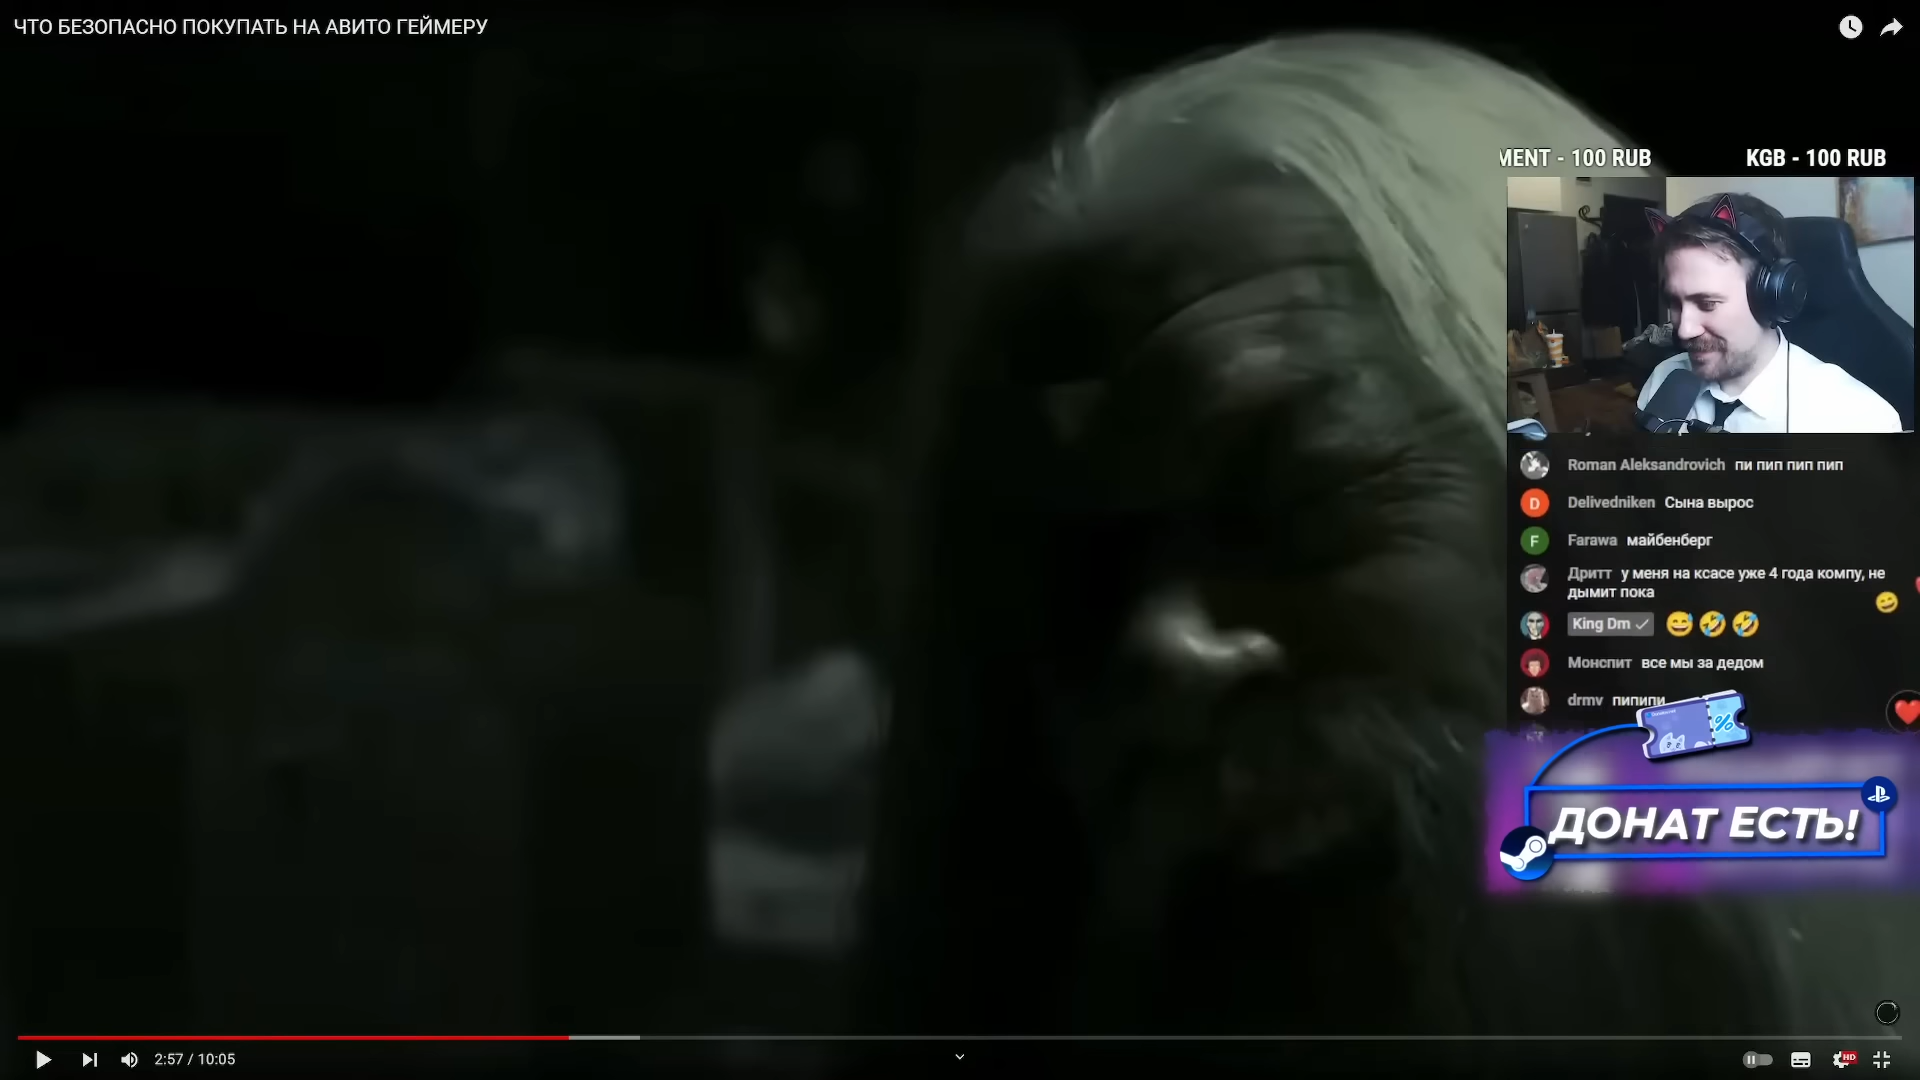 ЧТО БЕЗОПАСНО ПОКУПАТЬ НА АВИТО ГЕЙМЕРУ
MENT - 100 RUB KGB - 100 RUB
Roman Aleksandrovich пи пип пип пип
D Delivedniken Сына вырос
F Farawa майбенберг
Дритт у меня на ксасе уже 4 года компу, не
дымит пока
King Dm
Монспит все мы за дедом
drmv пипипи
%
ДОНАТ ЕСТЬ!
2:57 / 10:05
HD